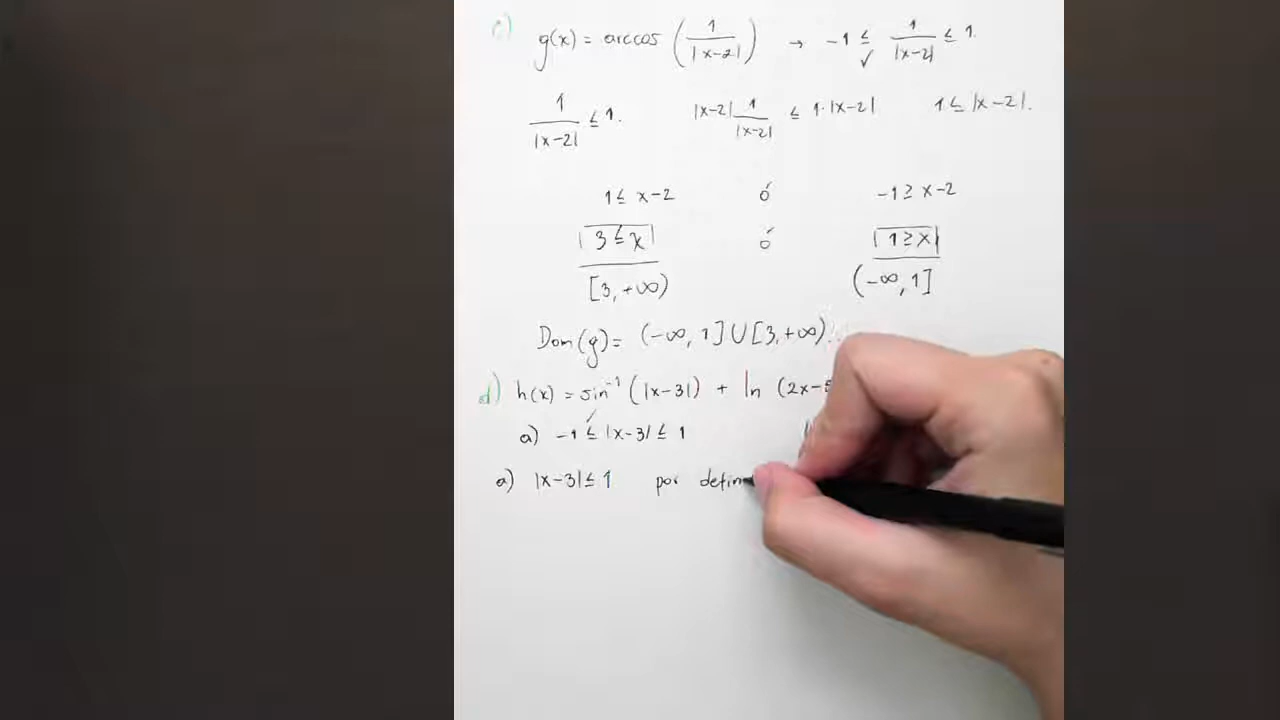 c) g(x) = arccos (1/|x-2|) → -1 ≤ 1/|x-2| ≤ 1.
1/|x-2| ≤ 1. |x-2| 1/|x-2| ≤ 1·|x-2| 1 ≤ |x-2|.
1 ≤ x-2 ó -1 ≥ x-2
3 ≤ x ó 1 ≥ x
[3, +∞) (-∞, 1]
Dom(g) = (-∞, 1] U [3, +∞)
d) h(x) = sin⁻¹ (|x-3|) + ln (2x-
a) -1 ≤ |x-3| ≤ 1
a) |x-3| ≤ 1 por defin